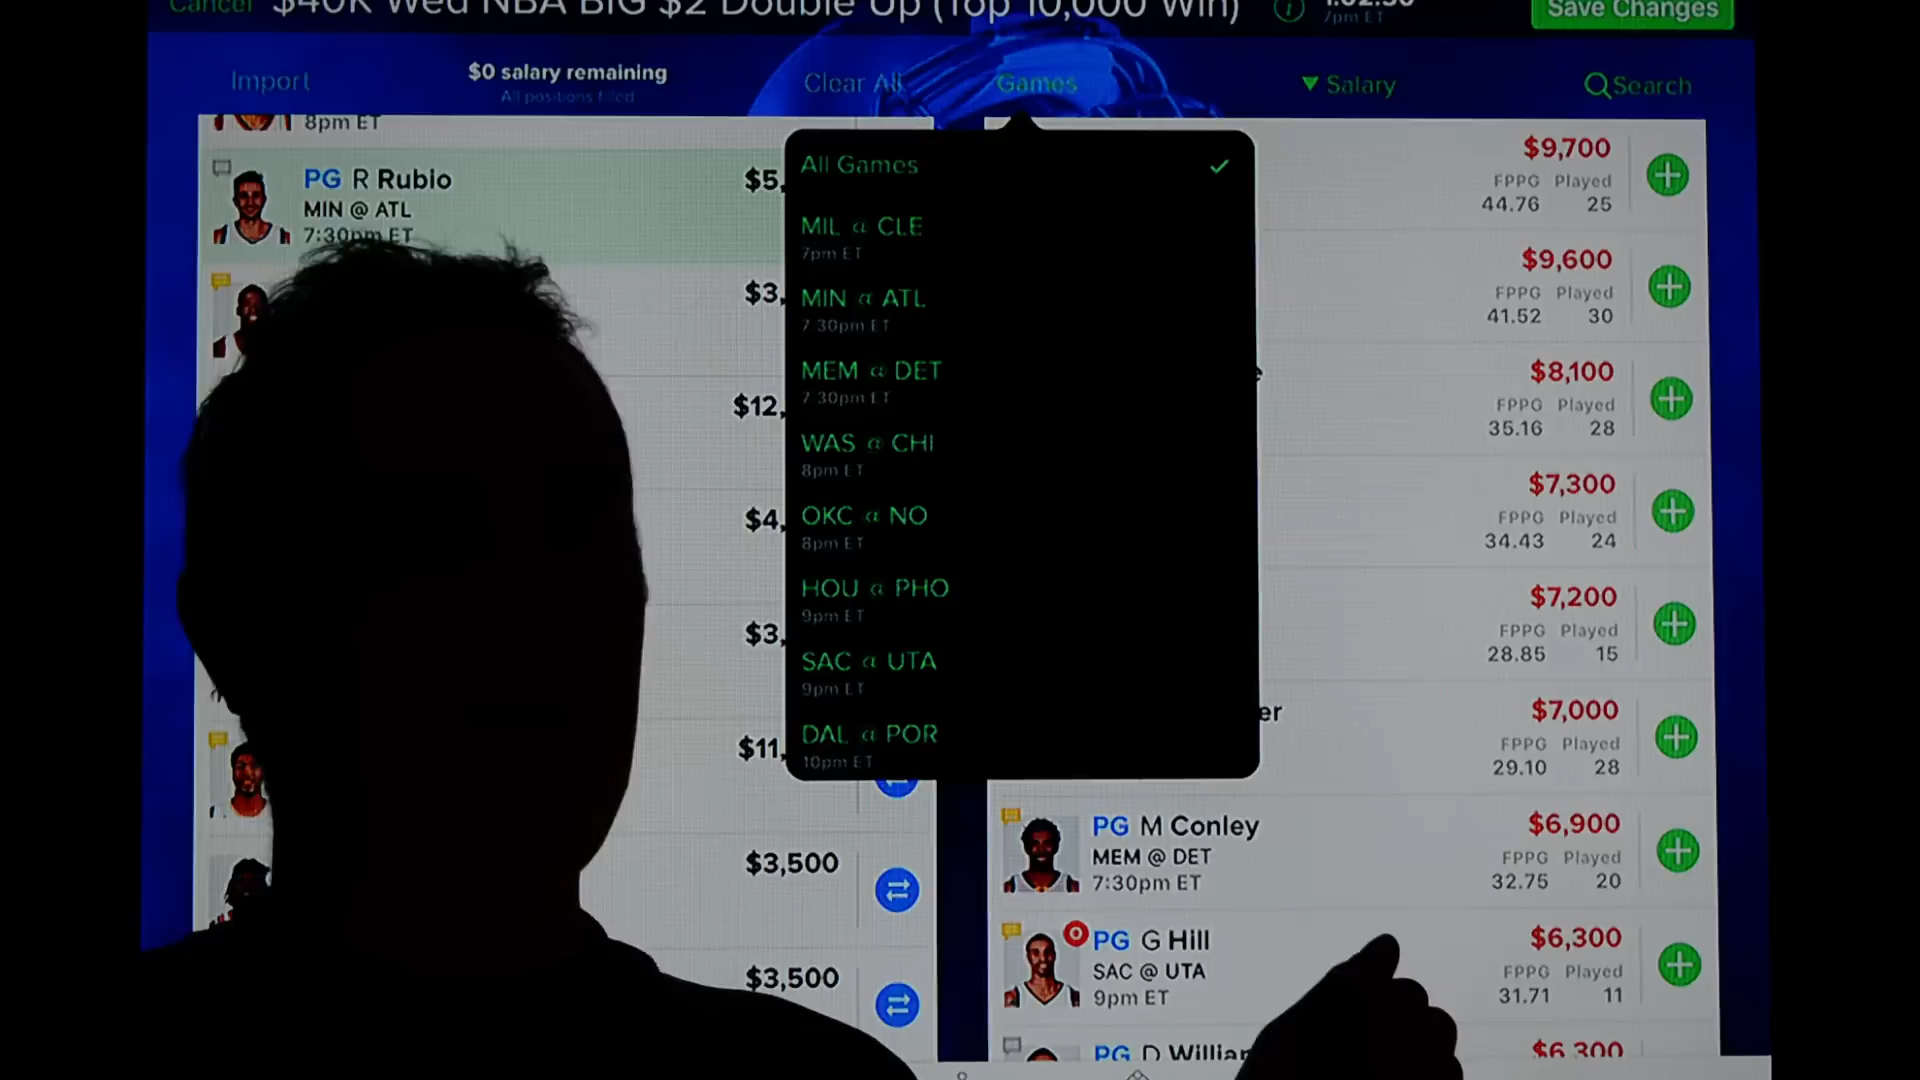 Cancel $40K Wed NBA BIG $2 Double Up (Top 10,000 Win)
7pm ET
Save Changes
Import
$0 salary remaining
All positions filled
Clear All
Games
Salary
Search
8pm ET
PG R Rubio
MIN @ ATL
7:30pm ET
$5,
$3,
$12,
$4,
$3,
$11,
$3,500
$3,500
All Games
MIL @ CLE
7pm ET
MIN @ ATL
7:30pm ET
MEM @ DET
7:30pm ET
WAS @ CHI
8pm ET
OKC @ NO
8pm ET
HOU @ PHO
9pm ET
SAC @ UTA
9pm ET
DAL @ POR
10pm ET
$9,700
FPPG Played
44.76 25
$9,600
FPPG Played
41.52 30
$8,100
FPPG Played
35.16 28
$7,300
FPPG Played
34.43 24
$7,200
FPPG Played
28.85 15
er
$7,000
FPPG Played
29.10 28
PG M Conley
MEM @ DET
7:30pm ET
$6,900
FPPG Played
32.75 20
O
PG G Hill
SAC @ UTA
9pm ET
$6,300
FPPG Played
31.71 11
PG D
$6,300